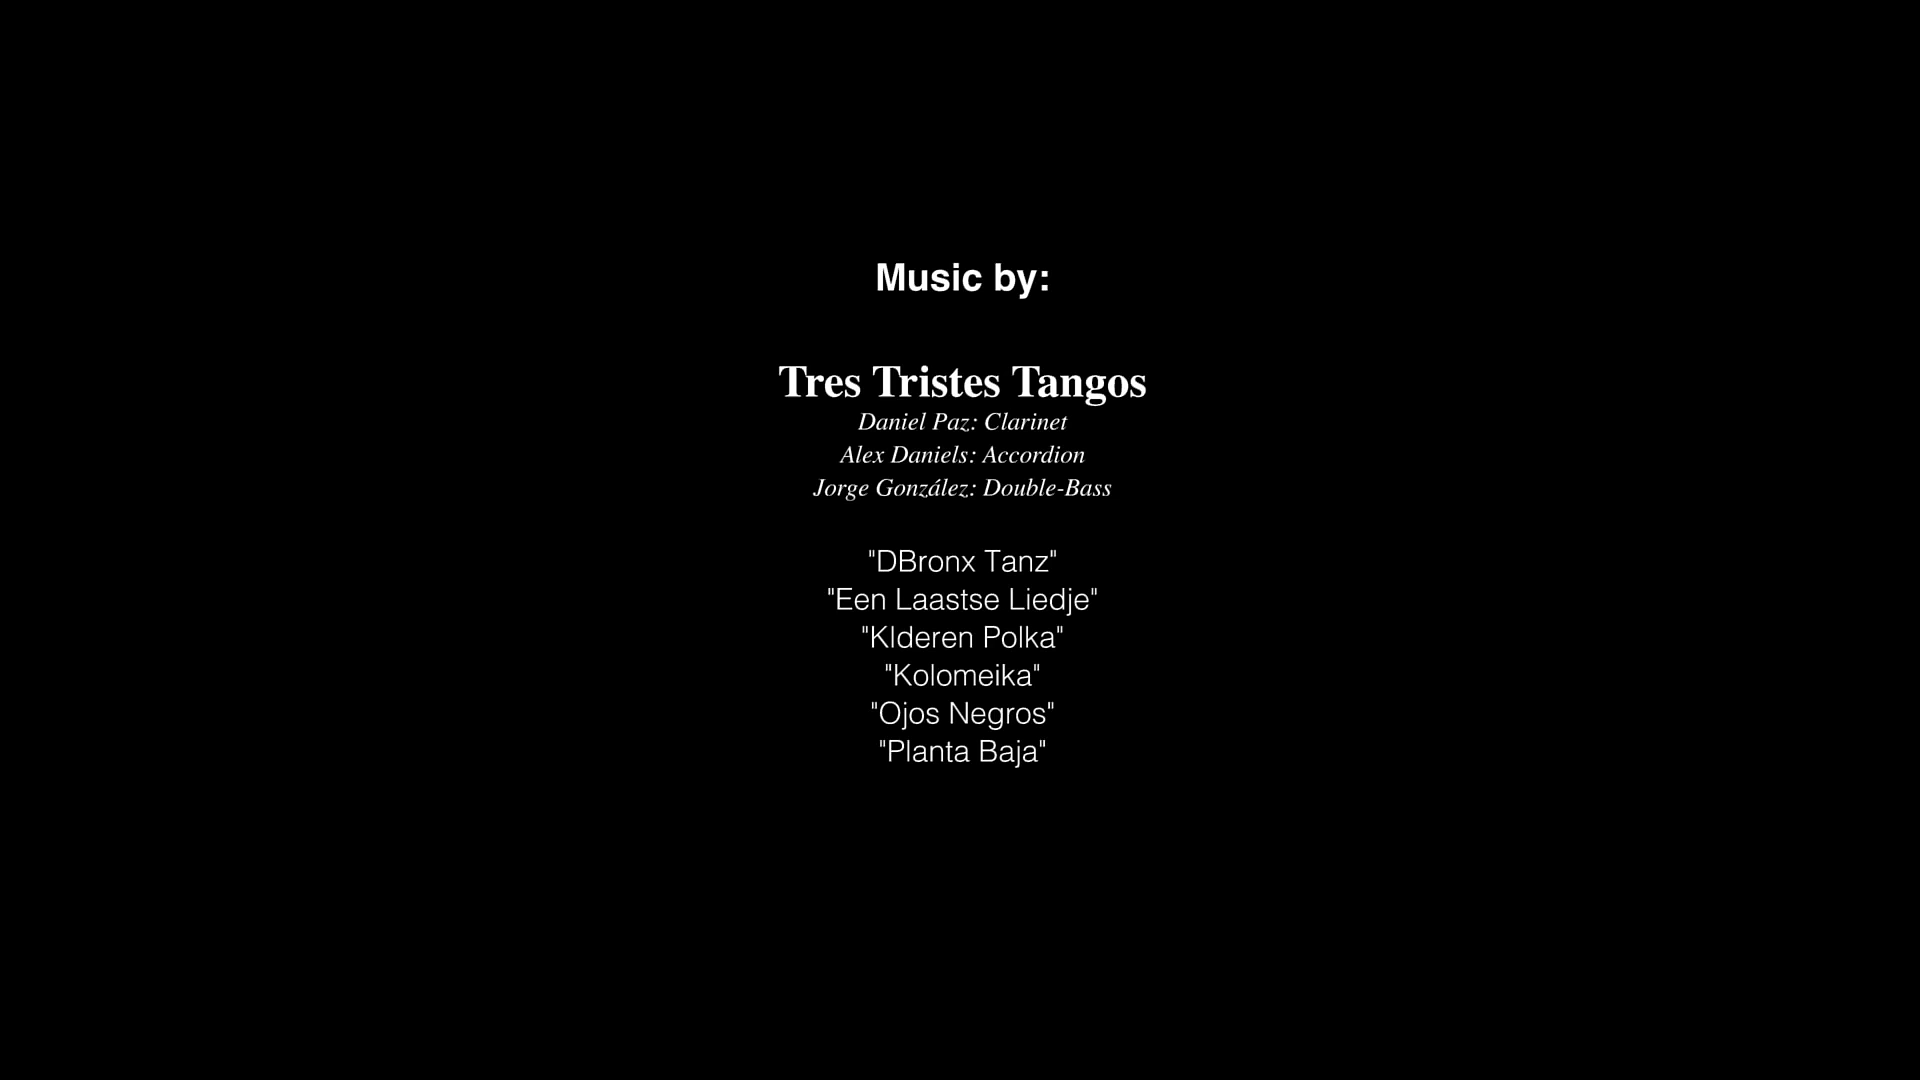 Music by:
Tres Tristes Tangos
Daniel Paz: Clarinet
Alex Daniels: Accordion
Jorge González: Double-Bass
"DBronx Tanz"
"Een Laastse Liedje"
"Klderen Polka"
"Kolomeika"
"Ojos Negros"
"Planta Baja"